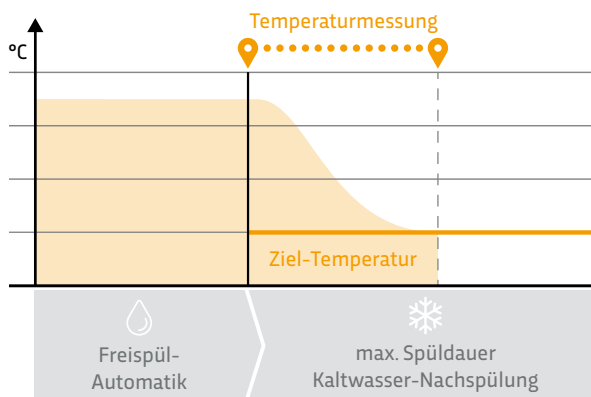 Temperaturmessung
°C
Ziel-Temperatur
Freispül-
Automatik
max. Spüldauer
Kaltwasser-Nachspülung